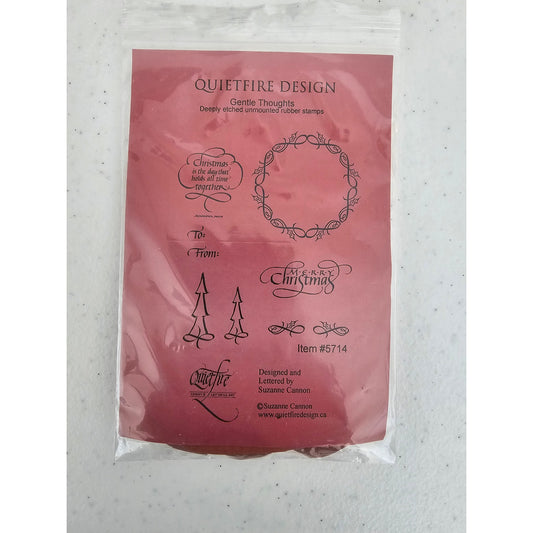 QUIETFIRE DESIGN
Gentle Thoughts
Deeply etched unmounted rubber stamps
Christmas
is the day that
holds all time
together
To:
From:
MERRY
Christmas
Item #5714
Quietfire
Designed and
Lettered by
Suzanne Cannon
©Suzanne Cannon
www.quietfiredesign.ca